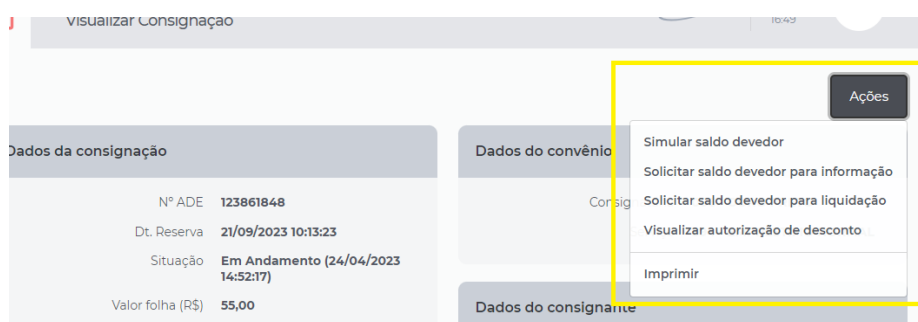 Visualizar Consignação
16:49
Ações
Simular saldo devedor
Solicitar saldo devedor para informação
Solicitar saldo devedor para liquidação
Visualizar autorização de desconto
Imprimir
Dados da consignação
Nº ADE 123861848
Dt. Reserva 21/09/2023 10:13:23
Situação Em Andamento (24/04/2023
14:52:17)
Valor folha (R$) 55,00
Dados do convênio
Consig
Dados do consignante